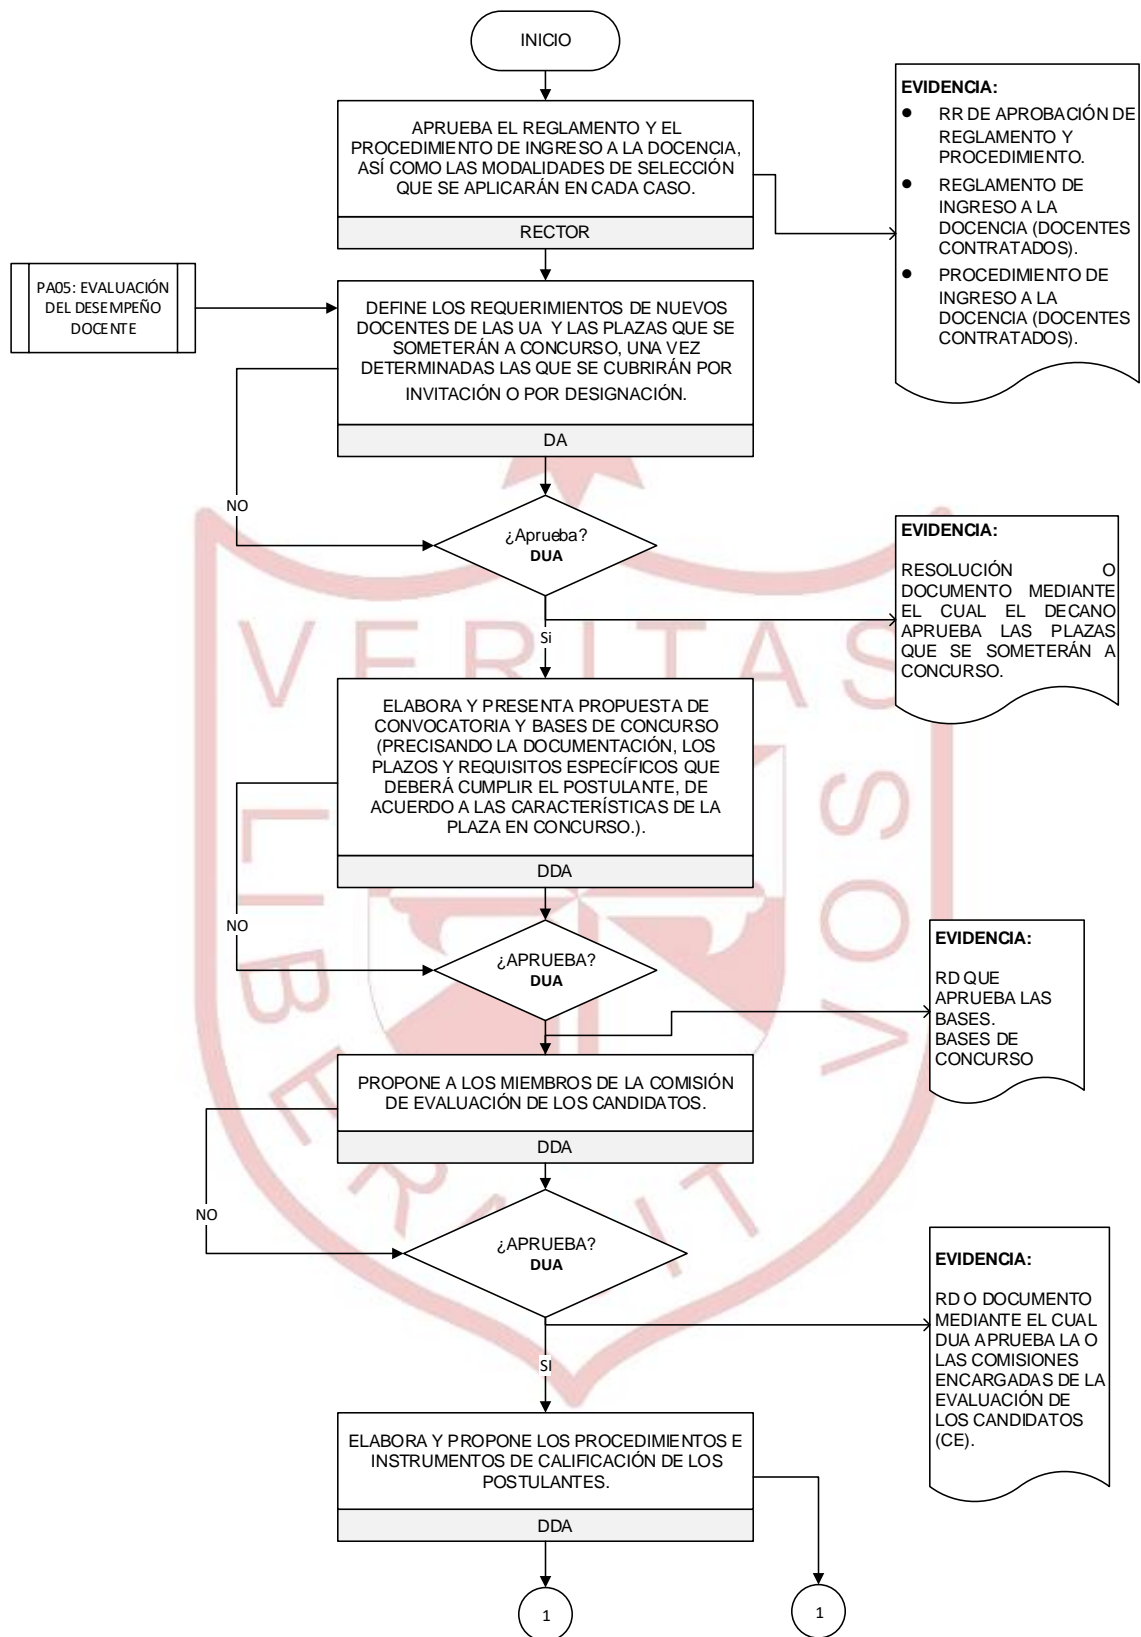 INICIO
APRUEBA EL REGLAMENTO Y EL
PROCEDIMIENTO DE INGRESO A LA DOCENCIA,
ASÍ COMO LAS MODALIDADES DE SELECCIÓN
QUE SE APLICARÁN EN CADA CASO.
RECTOR
EVIDENCIA:
● RR DE APROBACIÓN DE
REGLAMENTO Y
PROCEDIMIENTO.
● REGLAMENTO DE
INGRESO A LA
DOCENCIA (DOCENTES
CONTRATADOS).
● PROCEDIMIENTO DE
INGRESO A LA
DOCENCIA (DOCENTES
CONTRATADOS).
PA05: EVALUACIÓN
DEL DESEMPEÑO
DOCENTE
DEFINE LOS REQUERIMIENTOS DE NUEVOS
DOCENTES DE LAS UA Y LAS PLAZAS QUE SE
SOMETERÁN A CONCURSO, UNA VEZ
DETERMINADAS LAS QUE SE CUBRIRÁN POR
INVITACIÓN O POR DESIGNACIÓN.
DA
NO
¿Aprueba?
DUA
Si
EVIDENCIA:
RESOLUCIÓN O
DOCUMENTO MEDIANTE
EL CUAL EL DECANO
APRUEBA LAS PLAZAS
QUE SE SOMETERÁN A
CONCURSO.
ELABORA Y PRESENTA PROPUESTA DE
CONVOCATORIA Y BASES DE CONCURSO
(PRECISANDO LA DOCUMENTACIÓN, LOS
PLAZOS Y REQUISITOS ESPECÍFICOS QUE
DEBERÁ CUMPLIR EL POSTULANTE, DE
ACUERDO A LAS CARACTERÍSTICAS DE LA
PLAZA EN CONCURSO.).
DDA
NO
¿APRUEBA?
DUA
EVIDENCIA:
RD QUE
APRUEBA LAS
BASES.
BASES DE
CONCURSO
PROPONE A LOS MIEMBROS DE LA COMISIÓN
DE EVALUACIÓN DE LOS CANDIDATOS.
DDA
NO
¿APRUEBA?
DUA
SI
EVIDENCIA:
RD O DOCUMENTO
MEDIANTE EL CUAL
DUA APRUEBA LA O
LAS COMISIONES
ENCARGADAS DE LA
EVALUACIÓN DE
LOS CANDIDATOS
(CE).
ELABORA Y PROPONE LOS PROCEDIMIENTOS E
INSTRUMENTOS DE CALIFICACIÓN DE LOS
POSTULANTES.
DDA
1
1
VERITAS
LIBERABIT
VOS